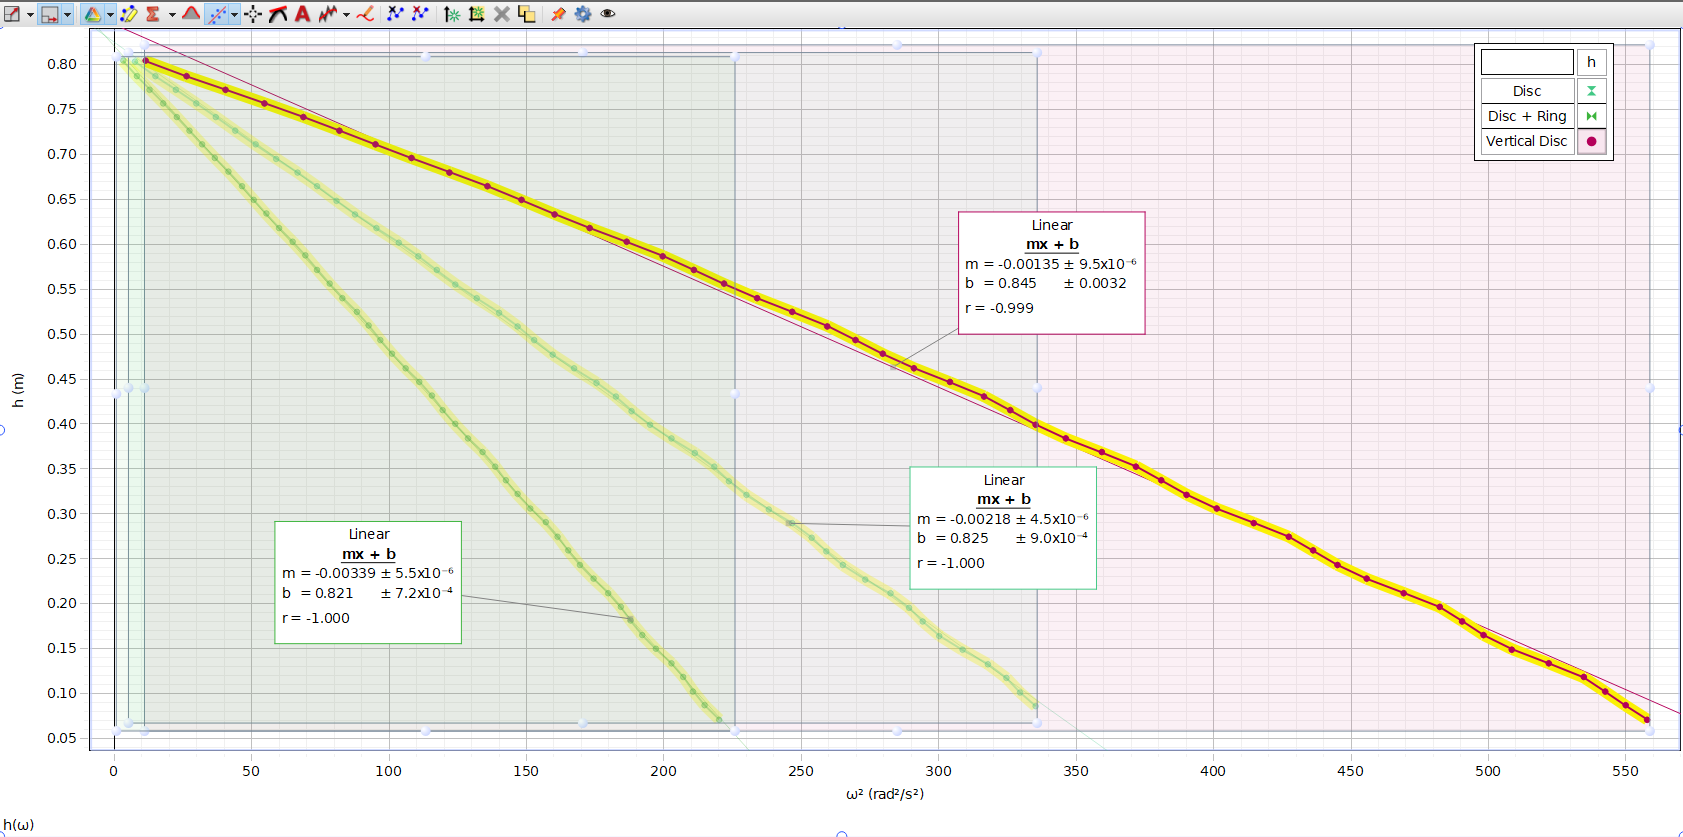 h
Disc
Disc + Ring
Vertical Disc
0.80
0.75
0.70
0.65
0.60
0.55
0.50
0.45
0.40
0.35
0.30
0.25
0.20
0.15
0.10
0.05
h (m)
Linear
mx + b
m = -0.00135 ± 9.5x10⁻⁶
b = 0.845 ± 0.0032
r = -0.999
Linear
mx + b
m = -0.00218 ± 4.5x10⁻⁶
b = 0.825 ± 9.0x10⁻⁴
r = -1.000
Linear
mx + b
m = -0.00339 ± 5.5x10⁻⁶
b = 0.821 ± 7.2x10⁻⁴
r = -1.000
0 50 100 150 200 250 300 350 400 450 500 550
ω² (rad²/s²)
h(ω)